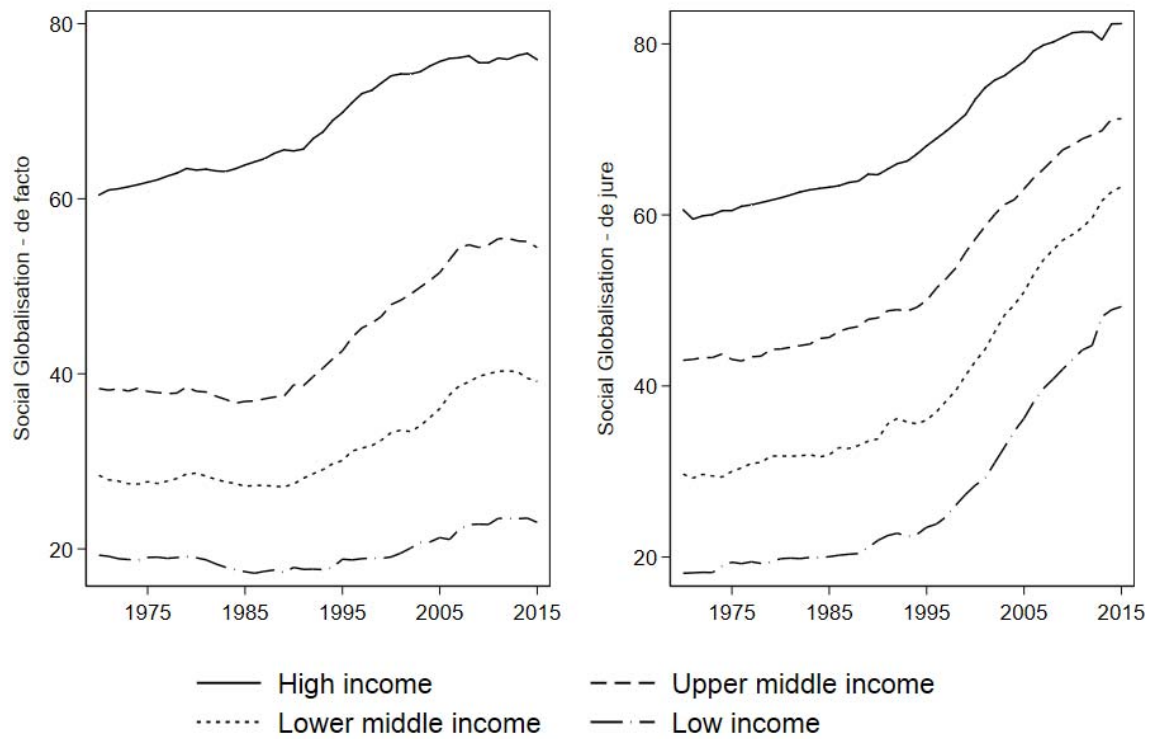 Social Globalisation - de facto
80
60
40
20
1975 1985 1995 2005 2015
Social Globalisation - de jure
80
60
40
20
1975 1985 1995 2005 2015
High income
Upper middle income
Lower middle income
Low income